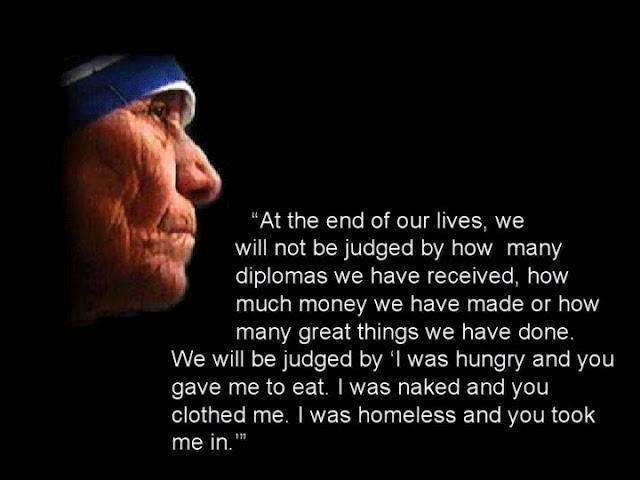 “At the end of our lives, we
will not be judged by how many
diplomas we have received, how
much money we have made or how
many great things we have done.
We will be judged by ‘I was hungry and you
gave me to eat. I was naked and you
clothed me. I was homeless and you took
me in.’”